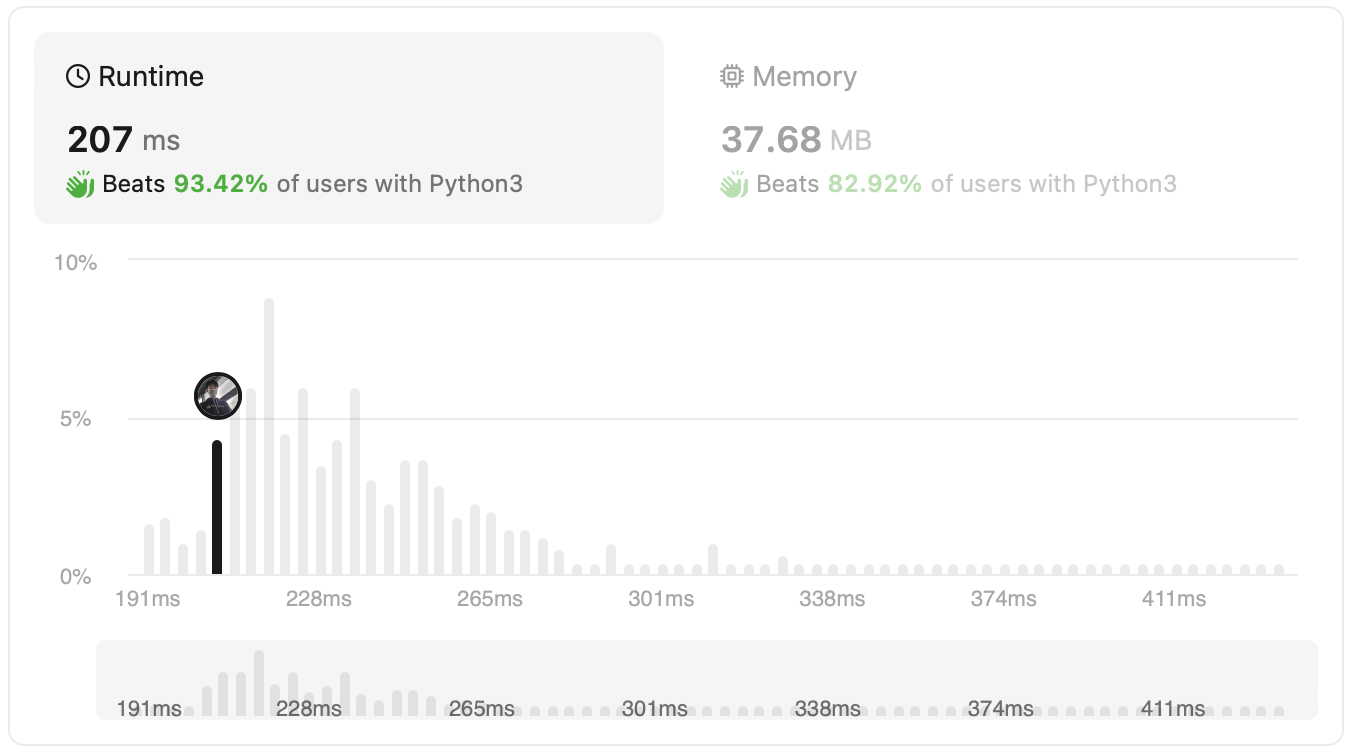 Runtime
207 ms
Beats 93.42% of users with Python3
Memory
37.68 MB
Beats 82.92% of users with Python3
10%
5%
0%
191ms 228ms 265ms 301ms 338ms 374ms 411ms
191ms 228ms 265ms 301ms 338ms 374ms 411ms